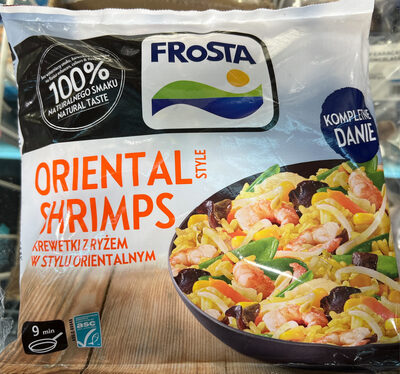 FRoSTA
100%
NATURALNEGO SMAKU
NATURAL TASTE
KOMPLETNE
DANIE
ORIENTAL
STYLE
SHRIMPS
KREWETKI Z RYŻEM
W STYLU ORIENTALNYM
9 min
asc